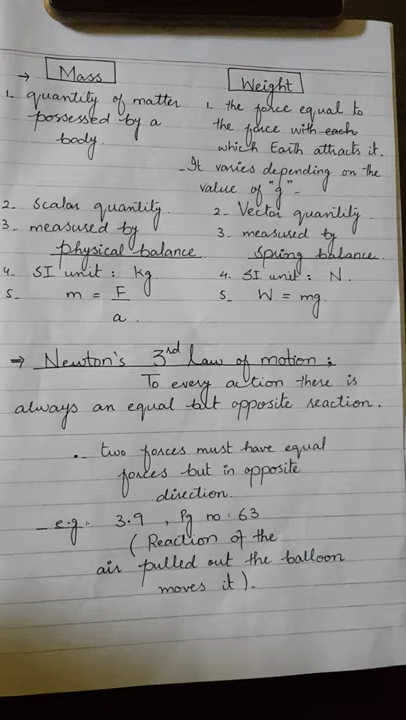 → Mass
1. quantity of matter
possessed by a
body.
2. Scalar quantity.
3. measused by
physical balance
4. SI unit : kg
5. m = F
a.
Weight
1. the force equal to
the force with each
which Earth attracts it.
- It varies depending on the
value of "g" -
2. Vector quantity.
3. measured by
Spring balance.
4. SI unit : N.
5. W = mg.
→ Newton's 3rd Law of motion :
To every action there is
always an equal but opposite reaction.
.- two forces must have equal
forces but in opposite
direction.
- e.g:- 3.9 , Pg no: 63
( Reaction of the
air pulled out the balloon
moves it ).